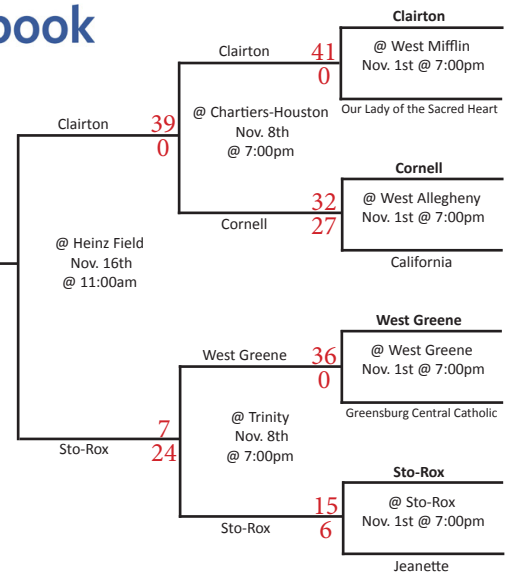 book
Clairton
@ West Mifflin
Nov. 1st @ 7:00pm
Our Lady of the Sacred Heart
Clairton
41
0
@ Chartiers-Houston
Nov. 8th
@ 7:00pm
Cornell
@ West Allegheny
Nov. 1st @ 7:00pm
California
Cornell
32
27
Clairton
39
0
@ Heinz Field
Nov. 16th
@ 11:00am
West Greene
@ West Greene
Nov. 1st @ 7:00pm
Greensburg Central Catholic
West Greene
36
0
@ Trinity
Nov. 8th
@ 7:00pm
Sto-Rox
7
24
Sto-Rox
@ Sto-Rox
Nov. 1st @ 7:00pm
Jeanette
Sto-Rox
15
6